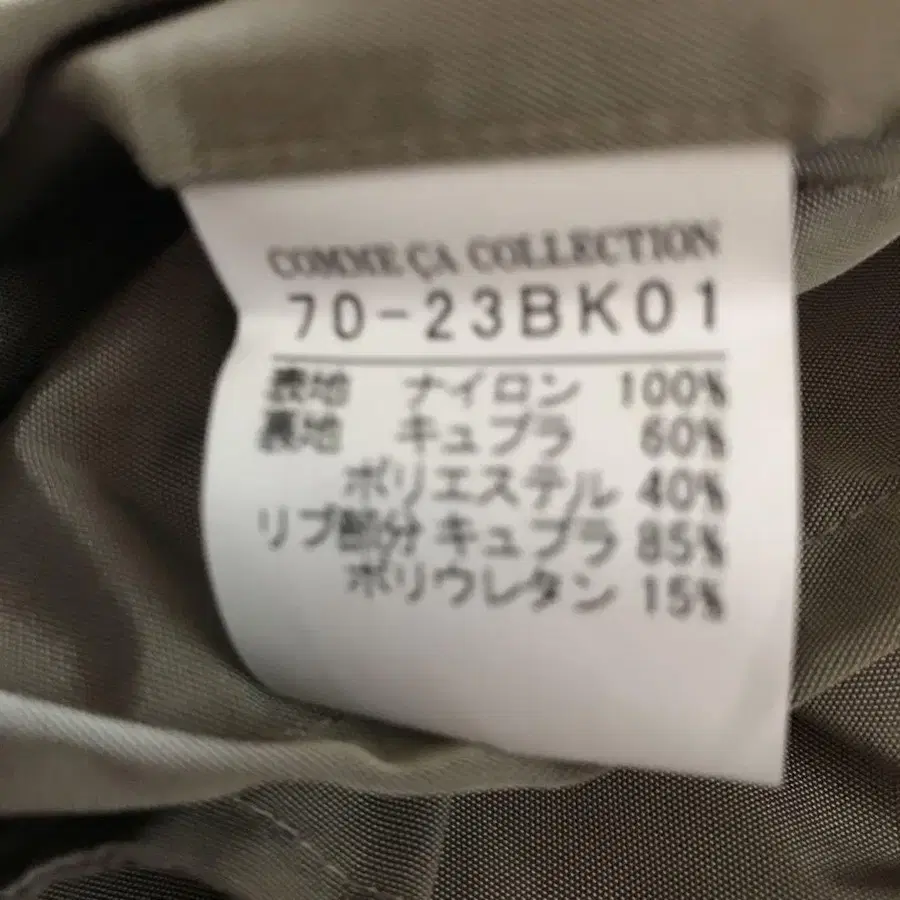 COMME ÇA COLLECTION
70-23BK01
表地 ナイロン 100%
裏地 キュプラ 60%
ポリエステル 40%
リブ部分 キュプラ 85%
ポリウレタン 15%